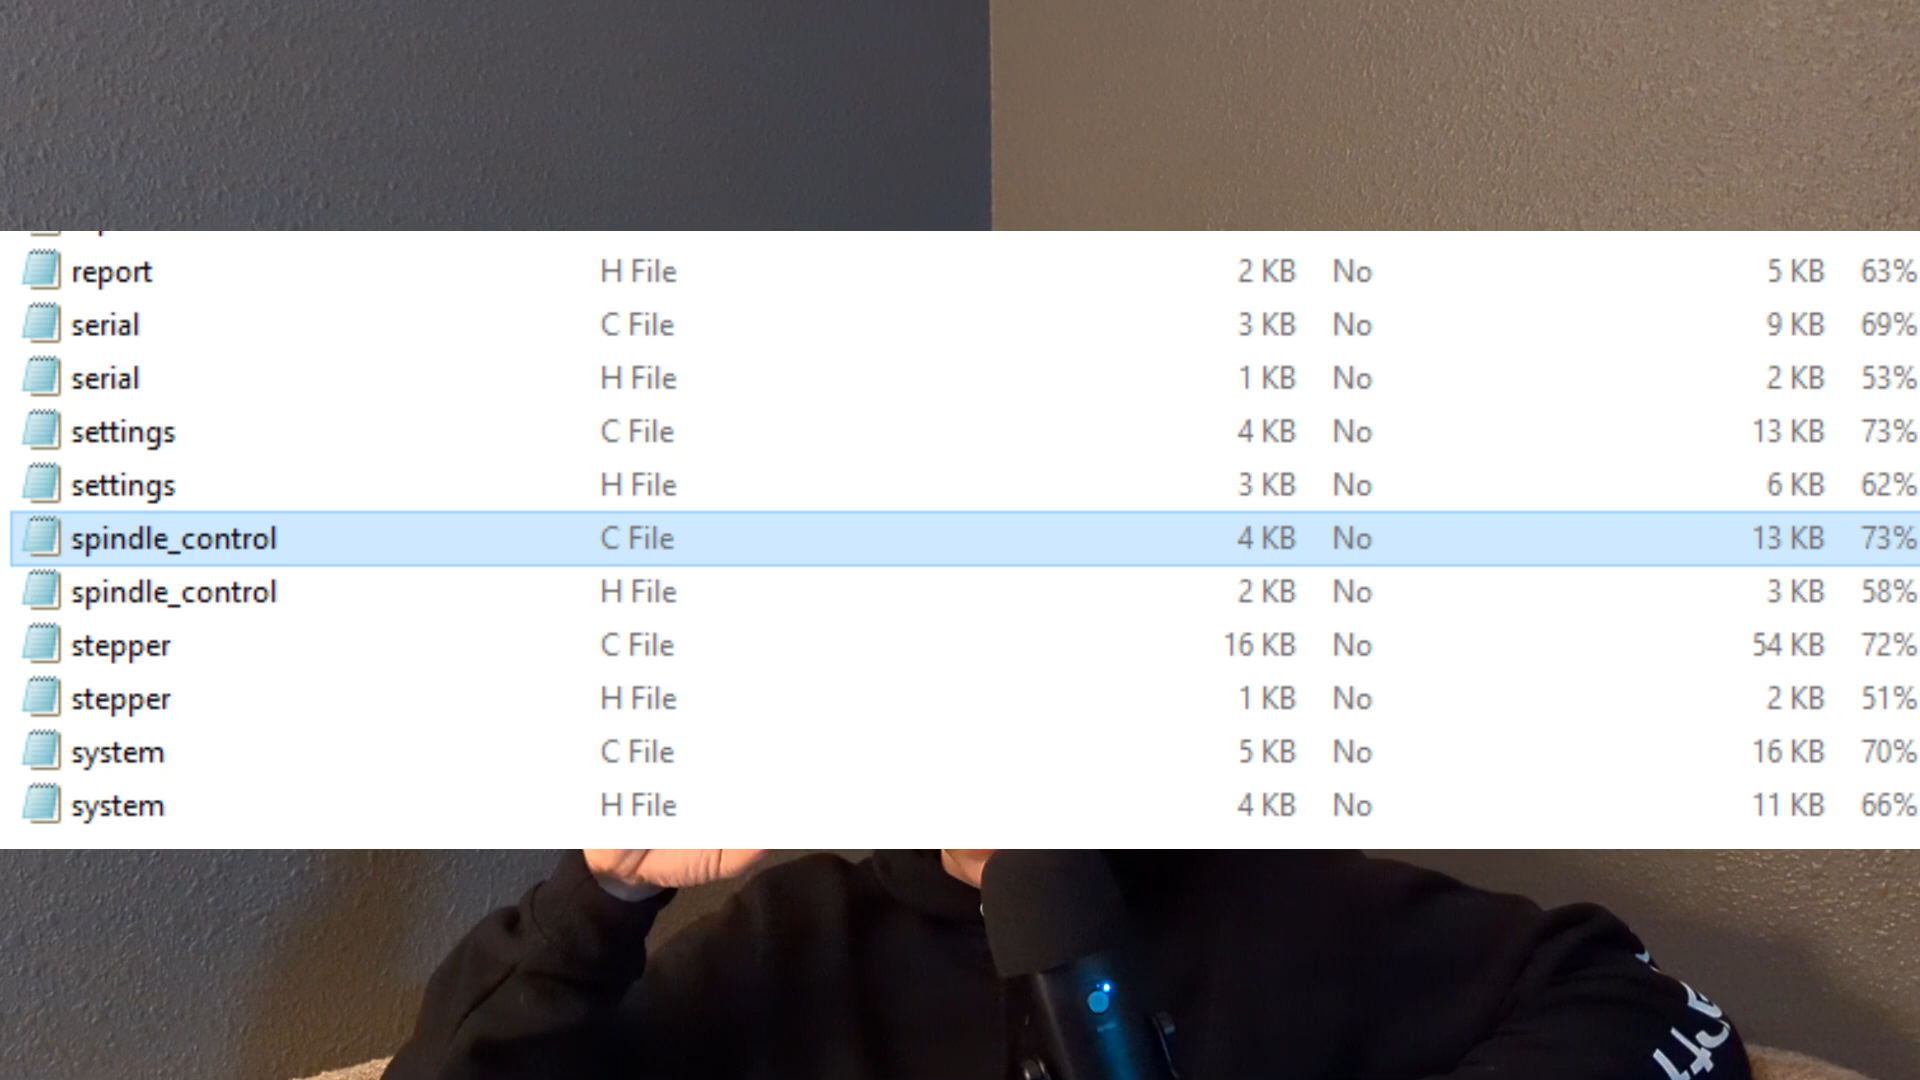 report H File 2 KB No 5 KB 63%
serial C File 3 KB No 9 KB 69%
serial H File 1 KB No 2 KB 53%
settings C File 4 KB No 13 KB 73%
settings H File 3 KB No 6 KB 62%
spindle_control C File 4 KB No 13 KB 73%
spindle_control H File 2 KB No 3 KB 58%
stepper C File 16 KB No 54 KB 72%
stepper H File 1 KB No 2 KB 51%
system C File 5 KB No 16 KB 70%
system H File 4 KB No 11 KB 66%